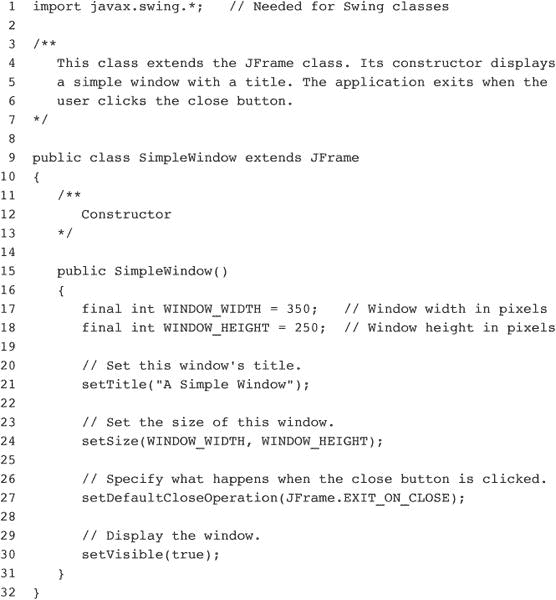 1 import javax.swing.*;   // Needed for Swing classes
2
3 /**
4    This class extends the JFrame class. Its constructor displays
5    a simple window with a title. The application exits when the
6    user clicks the close button.
7 */
8
9 public class SimpleWindow extends JFrame
10 {
11    /**
12       Constructor
13    */
14
15    public SimpleWindow()
16    {
17       final int WINDOW_WIDTH = 350;   // Window width in pixels
18       final int WINDOW_HEIGHT = 250;  // Window height in pixels
19
20       // Set this window's title.
21       setTitle("A Simple Window");
22
23       // Set the size of this window.
24       setSize(WINDOW_WIDTH, WINDOW_HEIGHT);
25
26       // Specify what happens when the close button is clicked.
27       setDefaultCloseOperation(JFrame.EXIT_ON_CLOSE);
28
29       // Display the window.
30       setVisible(true);
31    }
32 }